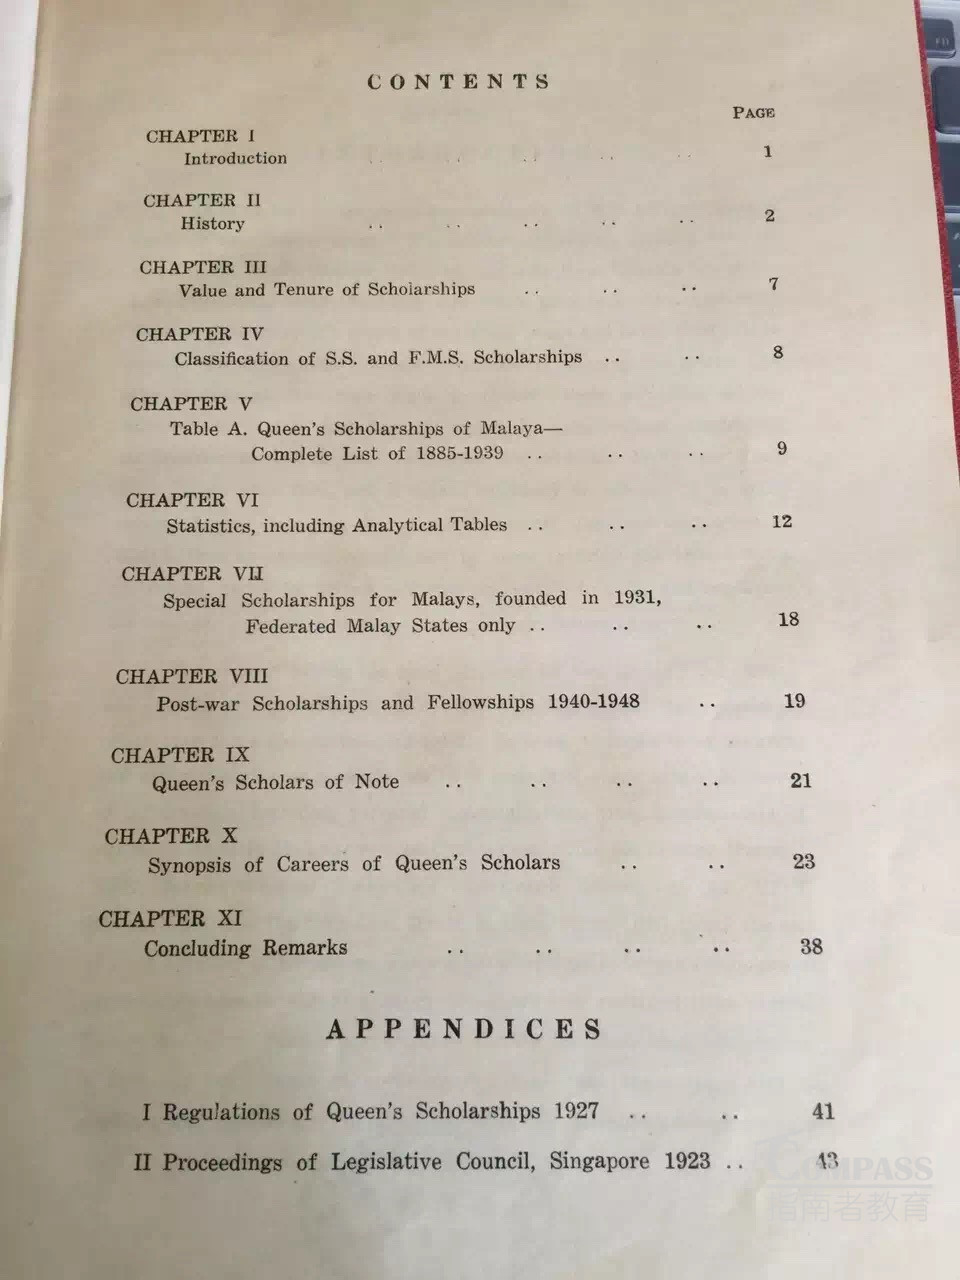 CONTENTS
PAGE
CHAPTER I
Introduction .. .. .. .. .. 1
CHAPTER II
History .. .. .. .. .. 2
CHAPTER III
Value and Tenure of Scholarships .. .. .. 7
CHAPTER IV
Classification of S.S. and F.M.S. Scholarships .. .. 8
CHAPTER V
Table A. Queen's Scholarships of Malaya—
Complete List of 1885-1939 .. .. .. 9
CHAPTER VI
Statistics, including Analytical Tables .. .. .. 12
CHAPTER VII
Special Scholarships for Malays, founded in 1931,
Federated Malay States only .. .. .. 18
CHAPTER VIII
Post-war Scholarships and Fellowships 1940-1948 .. 19
CHAPTER IX
Queen's Scholars of Note .. .. .. .. 21
CHAPTER X
Synopsis of Careers of Queen's Scholars .. .. 23
CHAPTER XI
Concluding Remarks .. .. .. .. 38
APPENDICES
I Regulations of Queen's Scholarships 1927 .. .. 41
II Proceedings of Legislative Council, Singapore 1923 .. 43
COMPASS
指南者教育